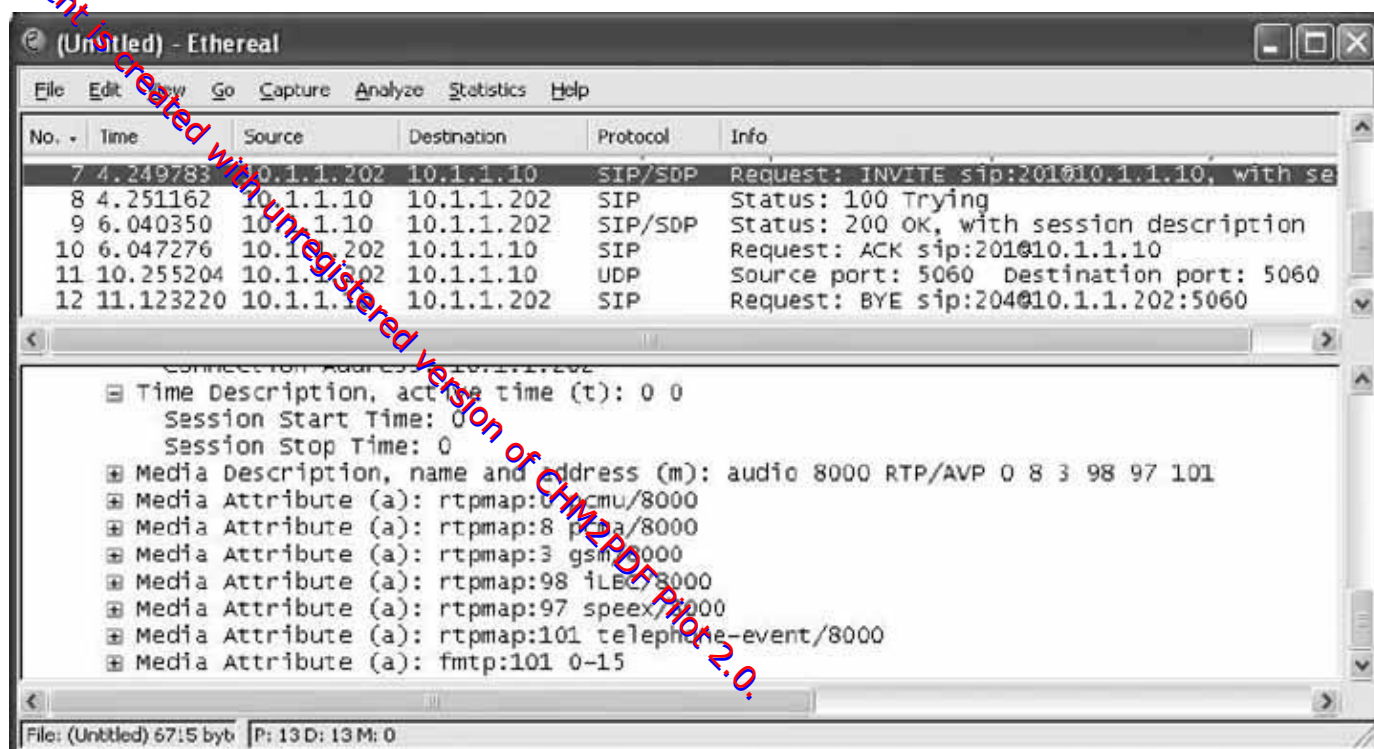 (Untitled) - Ethereal
File Edit View Go Capture Analyze Statistics Help
No. Time Source Destination Protocol Info
7 4.249783 10.1.1.202 10.1.1.10 SIP/SDP Request: INVITE sip:201@10.1.1.10, with se
8 4.251162 10.1.1.10 10.1.1.202 SIP Status: 100 Trying
9 6.040350 10.1.1.10 10.1.1.202 SIP/SDP Status: 200 OK, with session description
10 6.047276 10.1.1.202 10.1.1.10 SIP Request: ACK sip:201@10.1.1.10
11 10.255204 10.1.1.202 10.1.1.10 UDP Source port: 5060 Destination port: 5060
12 11.123220 10.1.1.10 10.1.1.202 SIP Request: BYE sip:204@10.1.1.202:5060
Connection Address: 10.1.1.202
Time Description, active time (t): 0 0
Session Start Time: 0
Session Stop Time: 0
Media Description, name and address (m): audio 8000 RTP/AVP 0 8 3 98 97 101
Media Attribute (a): rtpmap:0 pcmu/8000
Media Attribute (a): rtpmap:8 pcma/8000
Media Attribute (a): rtpmap:3 gsm/8000
Media Attribute (a): rtpmap:98 iLBC/8000
Media Attribute (a): rtpmap:97 speex/8000
Media Attribute (a): rtpmap:101 telephone-event/8000
Media Attribute (a): fmtp:101 0-15
File: (Untitled) 6715 byt P: 13 D: 13 M: 0
is created with unregistered version of CHM2PDF Pilot 2.0.